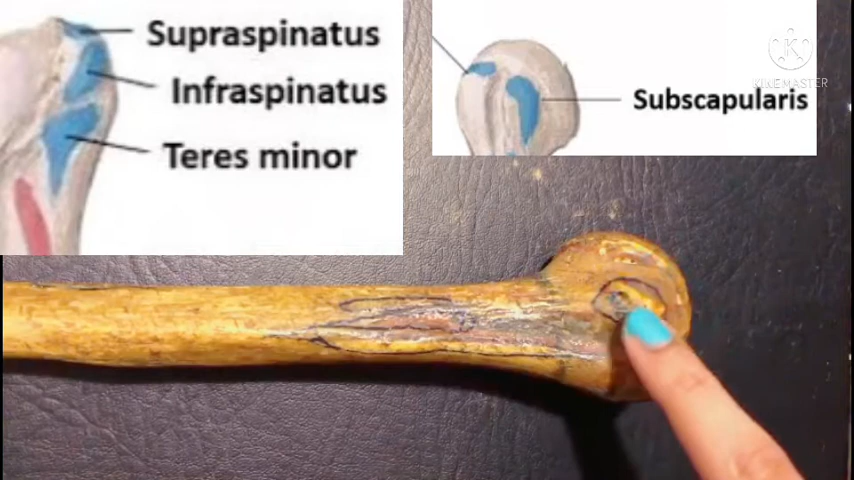 Supraspinatus
Infraspinatus
Teres minor
Subscapularis
KINEMASTER